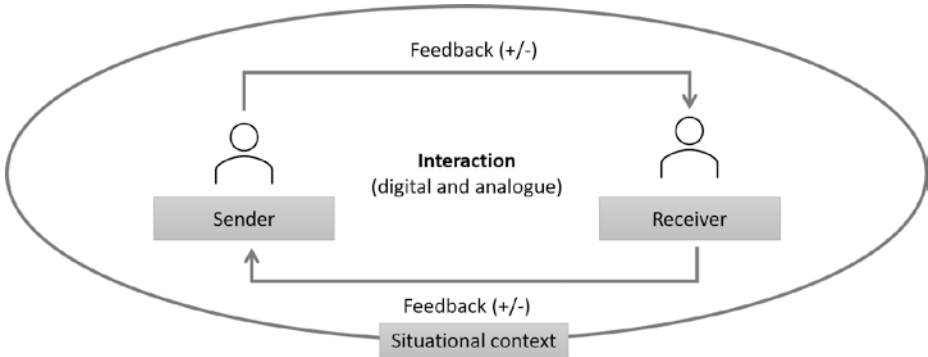 Feedback (+/-)
Interaction
(digital and analogue)
Sender
Receiver
Feedback (+/-)
Situational context